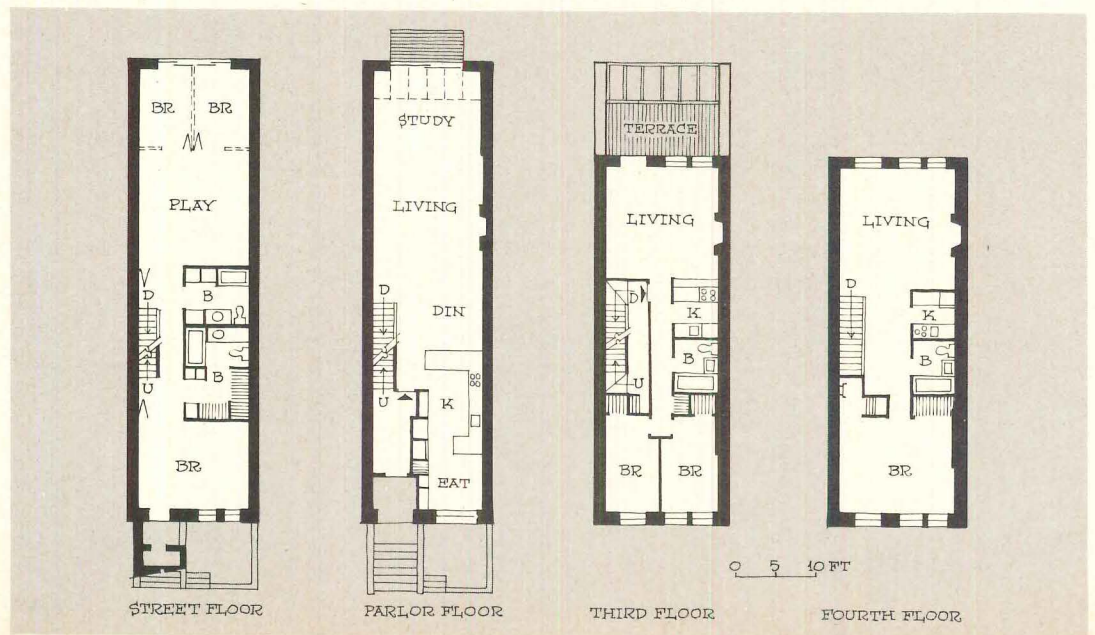 BR BR
PLAY
D
B
B
U
BR
STREET FLOOR
STUDY
LIVING
DIN
D
U
K
EAT
PARLOR FLOOR
TERRACE
LIVING
D
K
B
U
BR BR
THIRD FLOOR
LIVING
D
K
B
BR
FOURTH FLOOR
0 5 10 FT